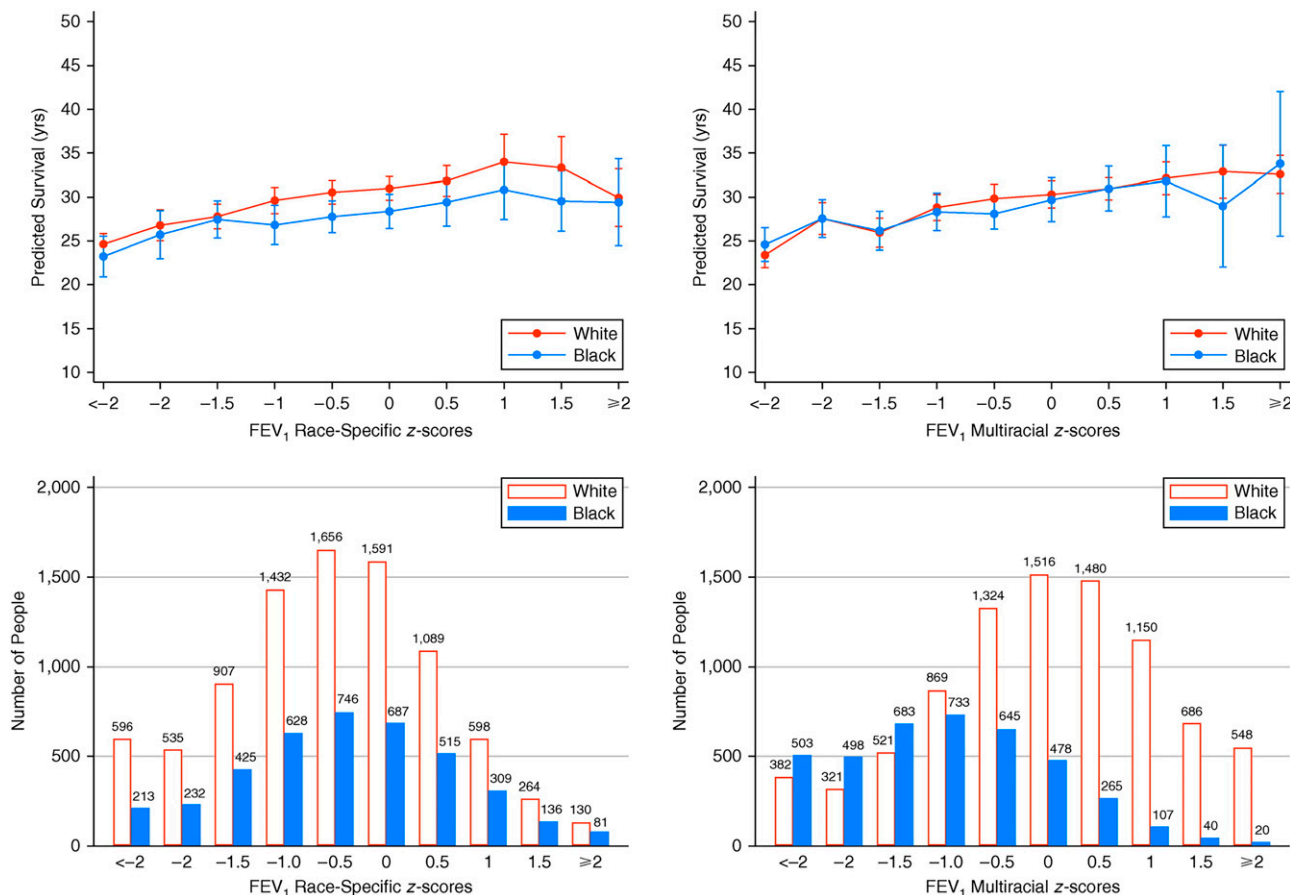 50
45
40
35
30
25
20
15
10
Predicted Survival (yrs)
White
Black
<–2 –2 –1.5 –1 –0.5 0 0.5 1 1.5 ⩾2
FEV1 Race-Specific z-scores
50
45
40
35
30
25
20
15
10
Predicted Survival (yrs)
White
Black
<–2 –2 –1.5 –1 –0.5 0 0.5 1 1.5 ⩾2
FEV1 Multiracial z-scores
2,000
1,500
1,000
500
0
Number of People
White
Black
596 213 535 232 907 425 1,432 628 1,656 746 1,591 687 1,089 515 598 309 264 136 130 81
<–2 –2 –1.5 –1.0 –0.5 0 0.5 1 1.5 ⩾2
FEV1 Race-Specific z-scores
2,000
1,500
1,000
500
0
Number of People
White
Black
382 503 321 498 521 683 869 733 1,324 645 1,516 478 1,480 265 1,150 107 686 40 548 20
<–2 –2 –1.5 –1.0 –0.5 0 0.5 1 1.5 ⩾2
FEV1 Multiracial z-scores